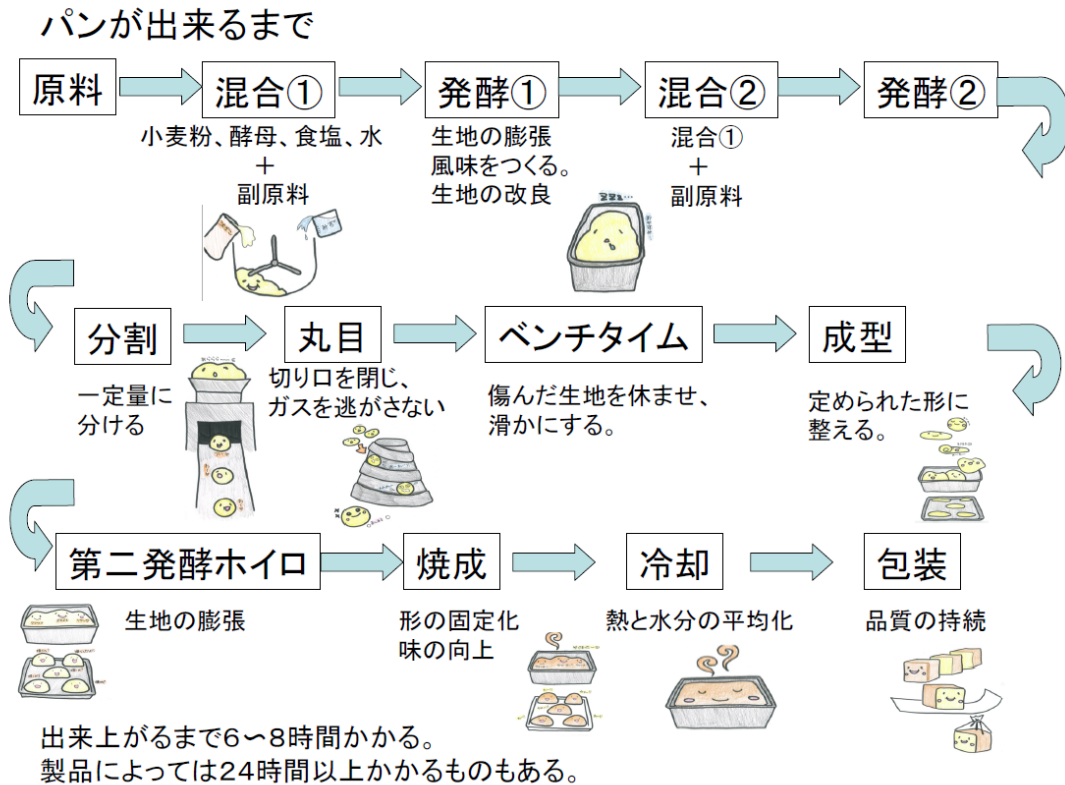 パンが出来るまで
原料
混合①
発酵①
混合②
発酵②
小麦粉、酵母、食塩、水
+
副原料
生地の膨張
風味をつくる。
生地の改良
混合①
+
副原料
分割
丸目
ベンチタイム
成型
一定量に
分ける
切り口を閉じ、
ガスを逃がさない
傷んだ生地を休ませ、
滑かにする。
定められた形に
整える。
第二発酵ホイロ
焼成
冷却
包装
生地の膨張
形の固定化
味の向上
熱と水分の平均化
品質の持続
出来上がるまで6~8時間かかる。
製品によっては24時間以上かかるものもある。